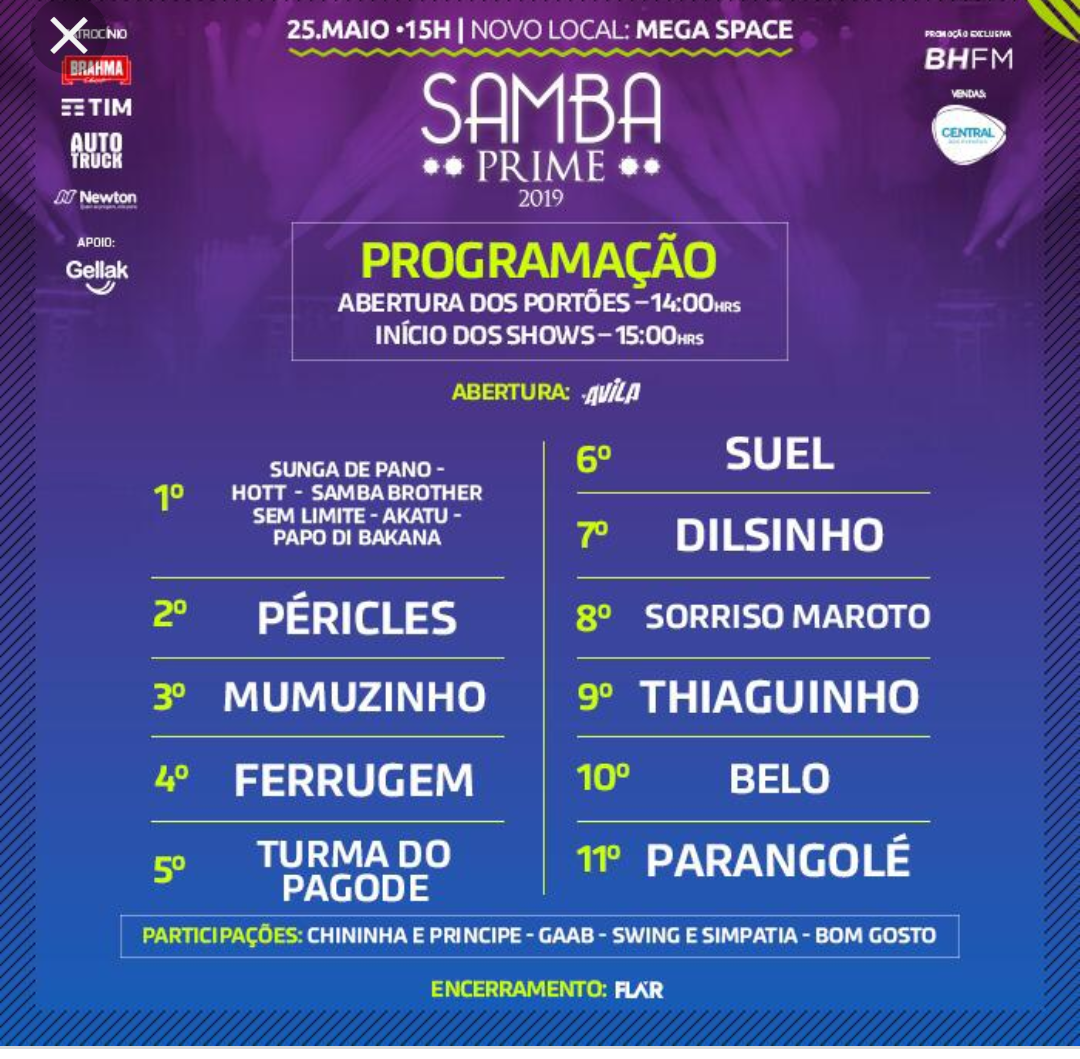 25.MAIO •15H | NOVO LOCAL: MEGA SPACE
BRAHMA
TIM
AUTO
TRUCK
Newton
APOIO:
Gellak
PROMOÇÃO EXCLUSIVA
BHFM
VENDAS:
CENTRAL
SAMBA
PRIME
2019
PROGRAMAÇÃO
ABERTURA DOS PORTÕES – 14:00HRS
INÍCIO DOS SHOWS – 15:00HRS
ABERTURA: AVILA
1º
SUNGA DE PANO -
HOTT - SAMBA BROTHER
SEM LIMITE - AKATU -
PAPO DI BAKANA
2º PÉRICLES
3º MUMUZINHO
4º FERRUGEM
5º TURMA DO
PAGODE
6º SUEL
7º DILSINHO
8º SORRISO MAROTO
9º THIAGUINHO
10º BELO
11º PARANGOLÉ
PARTICIPAÇÕES: CHININHA E PRINCIPE - GAAB - SWING E SIMPATIA - BOM GOSTO
ENCERRAMENTO: FLAR